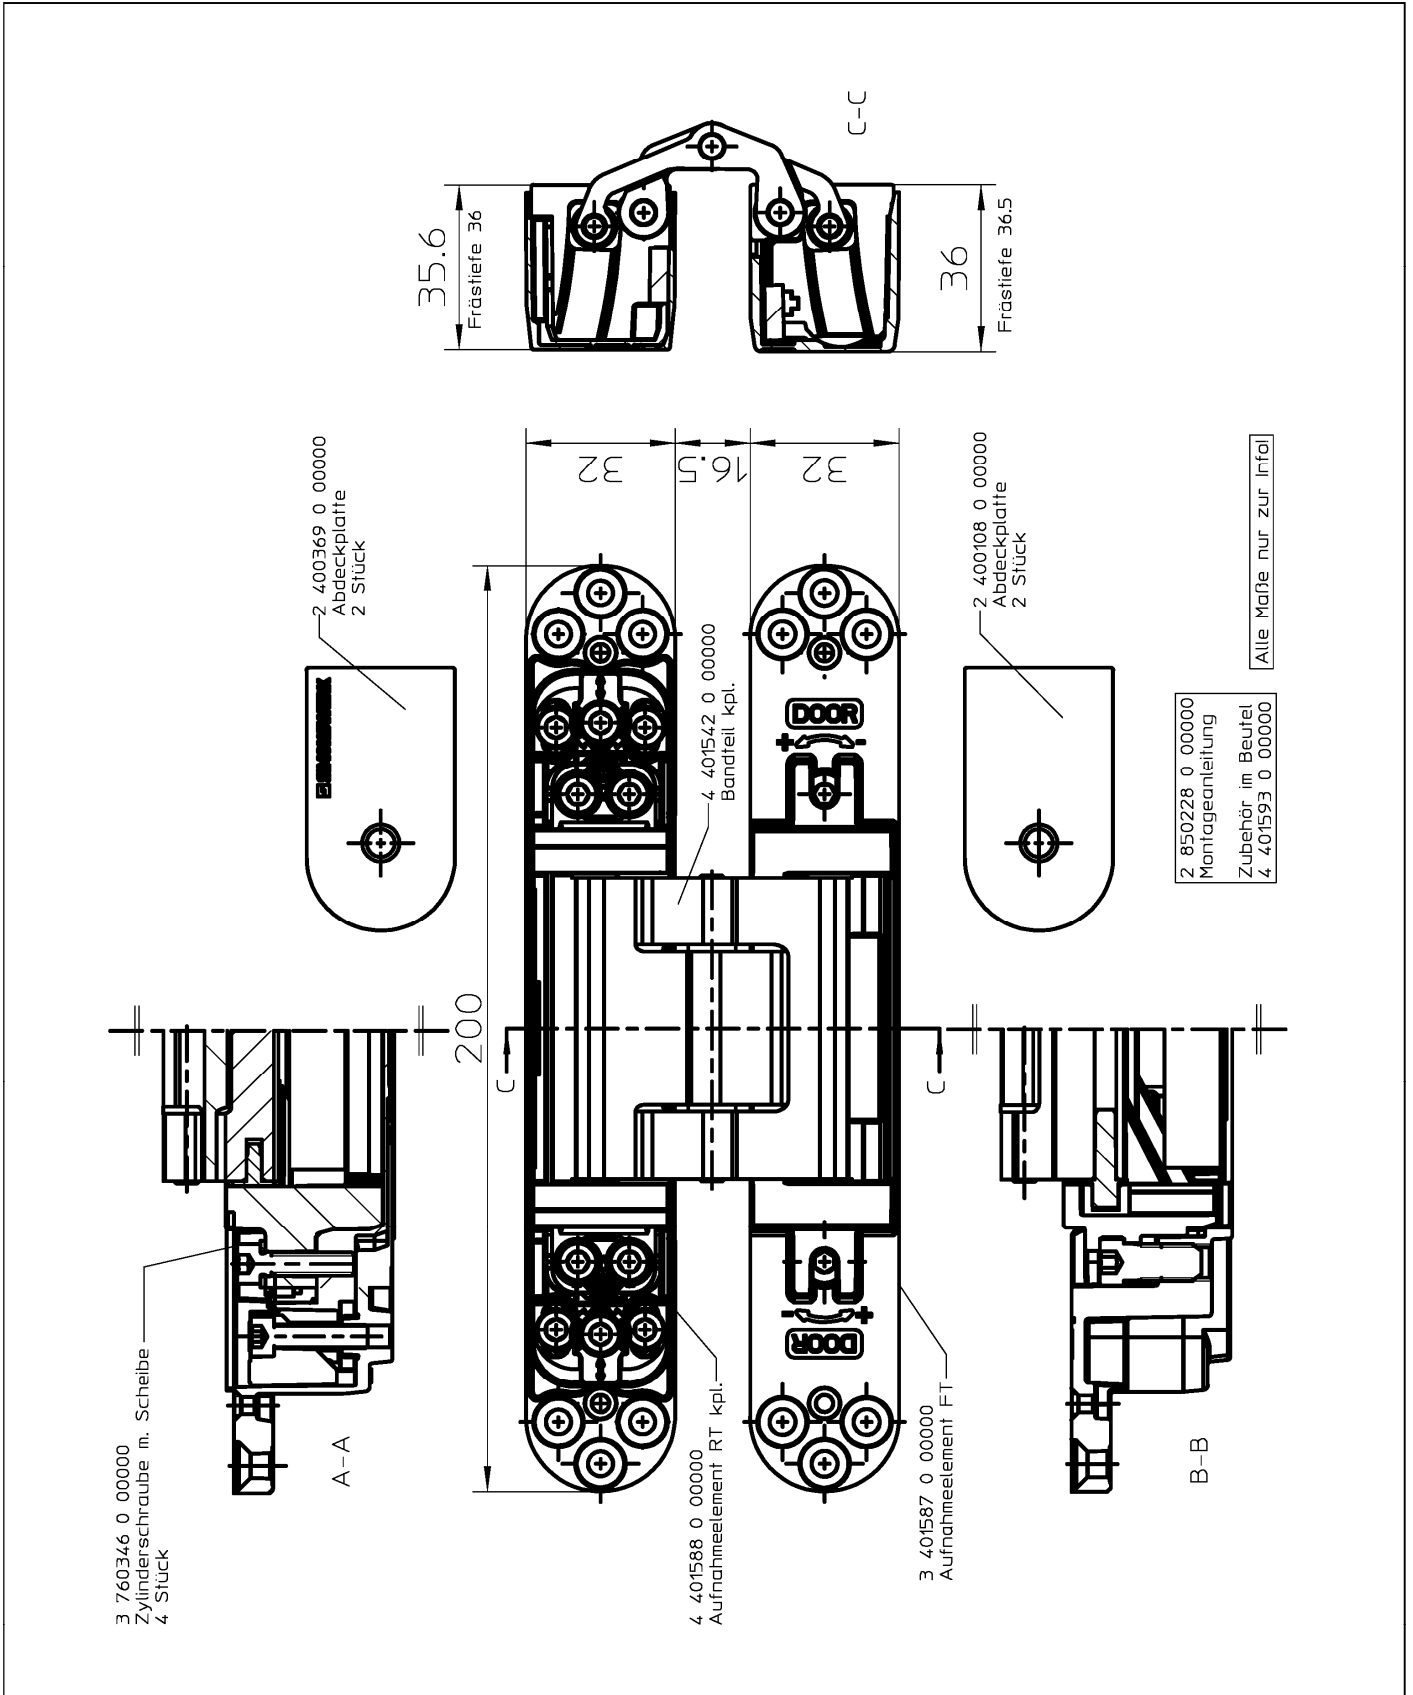 3 760346 0 00000
Zylinderschraube m. Scheibe
4 Stück
A-A
2 400369 0 00000
Abdeckplatte
2 Stück
35.6
Frästiefe 36
C-C
200
32
16.5
32
36
Frästiefe 36.5
C
C
4 401542 0 00000
Bandteil kpl.
DOOR
+
-
DOOR
-
+
4 401588 0 00000
Aufnahmeelement RT kpl.
3 401587 0 00000
Aufnahmeelement FT
2 400108 0 00000
Abdeckplatte
2 Stück
B-B
2 850228 0 00000
Montageanleitung
Zubehör im Beutel
4 401593 0 00000
Alle Maße nur zur Info!